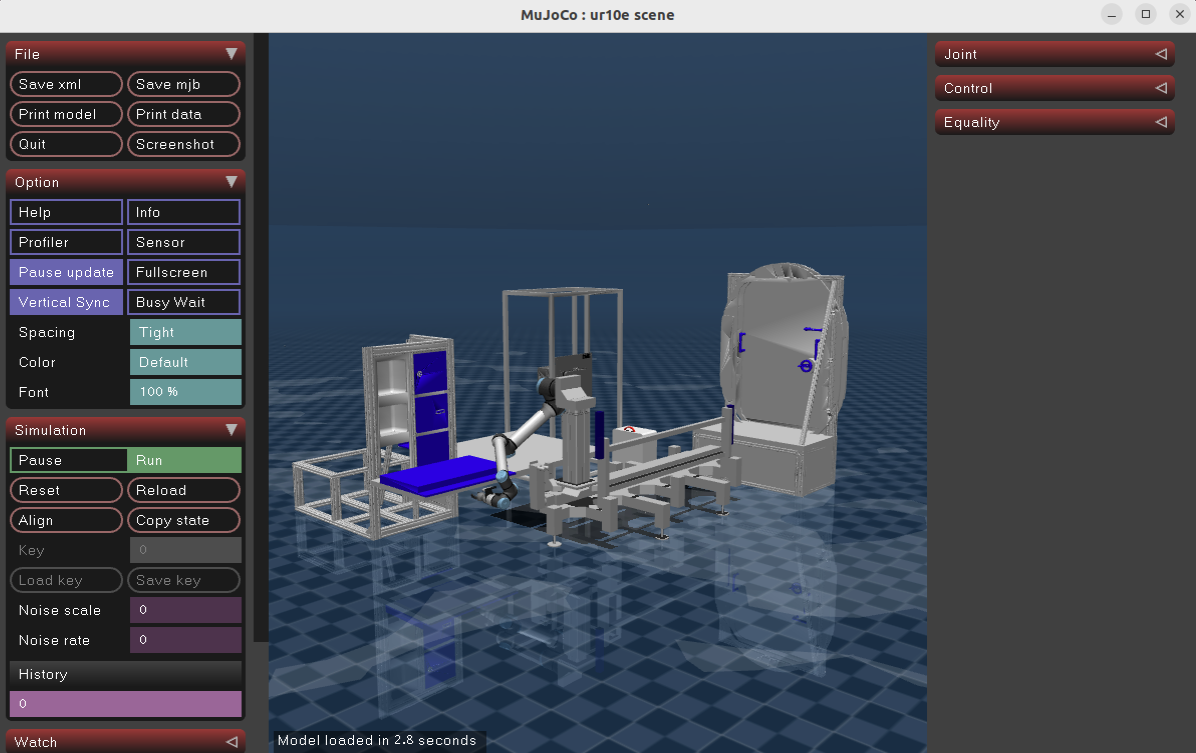 MuJoCo : ur10e scene
File
Save xml Save mjb
Print model Print data
Quit Screenshot
Option
Help Info
Profiler Sensor
Pause update Fullscreen
Vertical Sync Busy Wait
Spacing Tight
Color Default
Font 100 %
Simulation
Pause Run
Reset Reload
Align Copy state
Key 0
Load key Save key
Noise scale 0
Noise rate 0
History
0
Watch
Joint
Control
Equality
Model loaded in 2.8 seconds